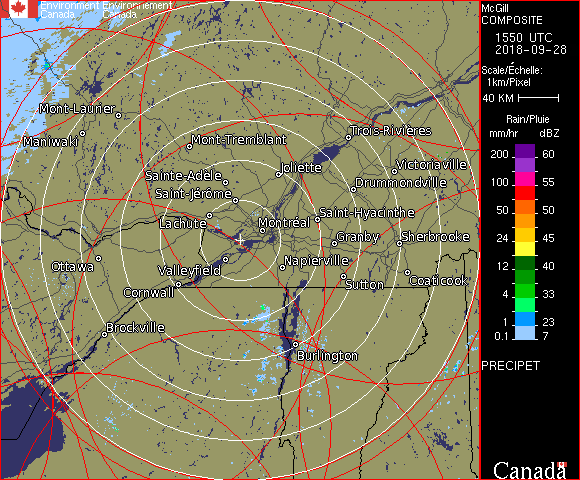 Environment Environnement
Canada Canada
McGill
COMPOSITE
1550 UTC
2018-09-28
Scale/Échelle:
1km/Pixel
40 KM
Rain/Pluie
mm/hr dBZ
200 60
150 60
100 55
50 50
24 45
12 40
4 33
1 23
0.1 7
PRECIPET
Canada
Mont-Laurier
Maniwaki
Mont-Tremblant
Trois-Rivières
Sainte-Adèle
Joliette
Victoriaville
Saint-Jérôme
Drummondville
Lachute
Montréal
Saint-Hyacinthe
Granby
Sherbrooke
Ottawa
Valleyfield
Napierville
Cornwall
Sutton
Coaticook
Brockville
Burlington